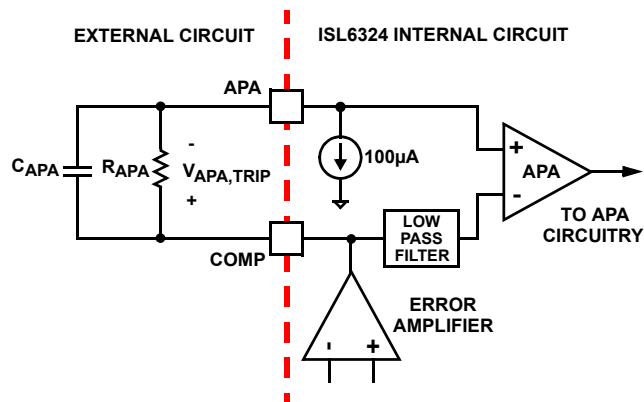 EXTERNAL CIRCUIT
ISL6324 INTERNAL CIRCUIT
APA
CAPA
RAPA
-
VAPA,TRIP
+
100µA
+
APA
-
TO APA
CIRCUITRY
LOW
PASS
FILTER
COMP
ERROR
AMPLIFIER
- +